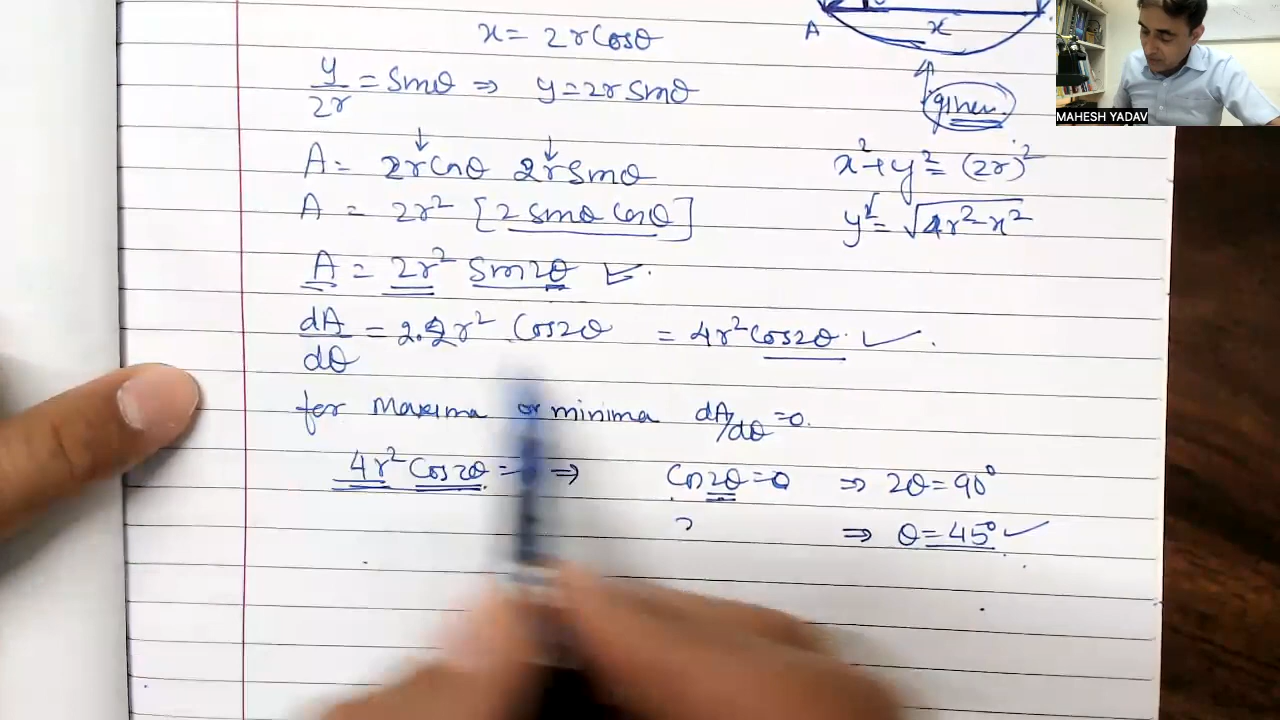 x = 2r Cosθ
A
x
y/2r = Sinθ ⇒ y = 2r Sinθ
given
MAHESH YADAV
A = 2r Cosθ 2r Sinθ
x² + y² = (2r)²
A = 2r² [2 Sinθ Cosθ]
y² = √4r² x²
A = 2r² Sin2θ
dA/dθ = 2.2r² Cos2θ = 4r² Cos2θ.
for Maxima or minima dA/dθ = 0.
4r² Cos2θ = ⇒ Cos2θ = 0 ⇒ 2θ = 90°
⇒ θ = 45°